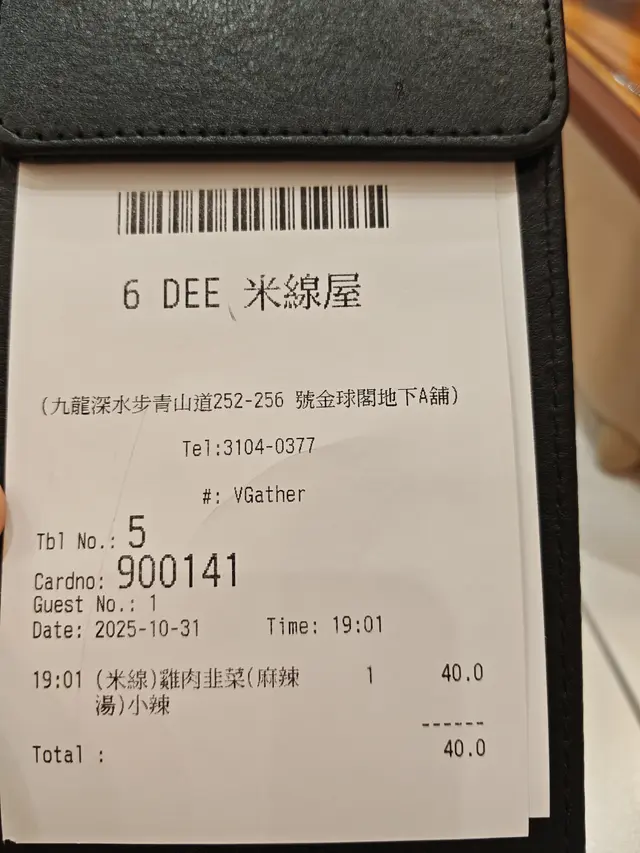 6 DEE 米線屋
(九龍深水步青山道252-256 號金球閣地下A舖)
Tel:3104-0377
#: VGather
Tbl No.: 5
Cardno: 900141
Guest No.: 1
Date: 2025-10-31 Time: 19:01
19:01 (米線)雞肉韭菜(麻辣 1 40.0
湯)小辣
------
Total : 40.0